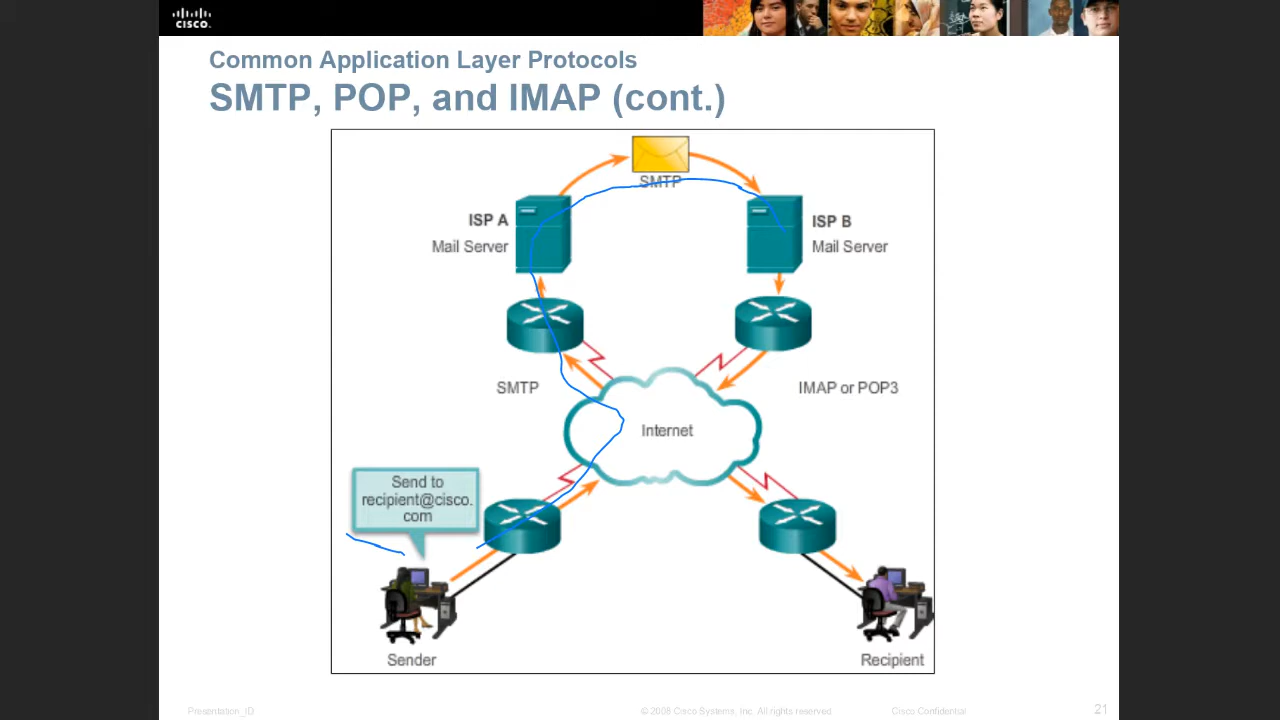 CISCO.
Common Application Layer Protocols
SMTP, POP, and IMAP (cont.)
SMTP
ISP A
Mail Server
ISP B
Mail Server
SMTP
IMAP or POP3
Internet
Send to
recipient@cisco.
com
Sender
Recipient
Presentation_ID
© 2008 Cisco Systems, Inc. All rights reserved.
Cisco Confidential
21